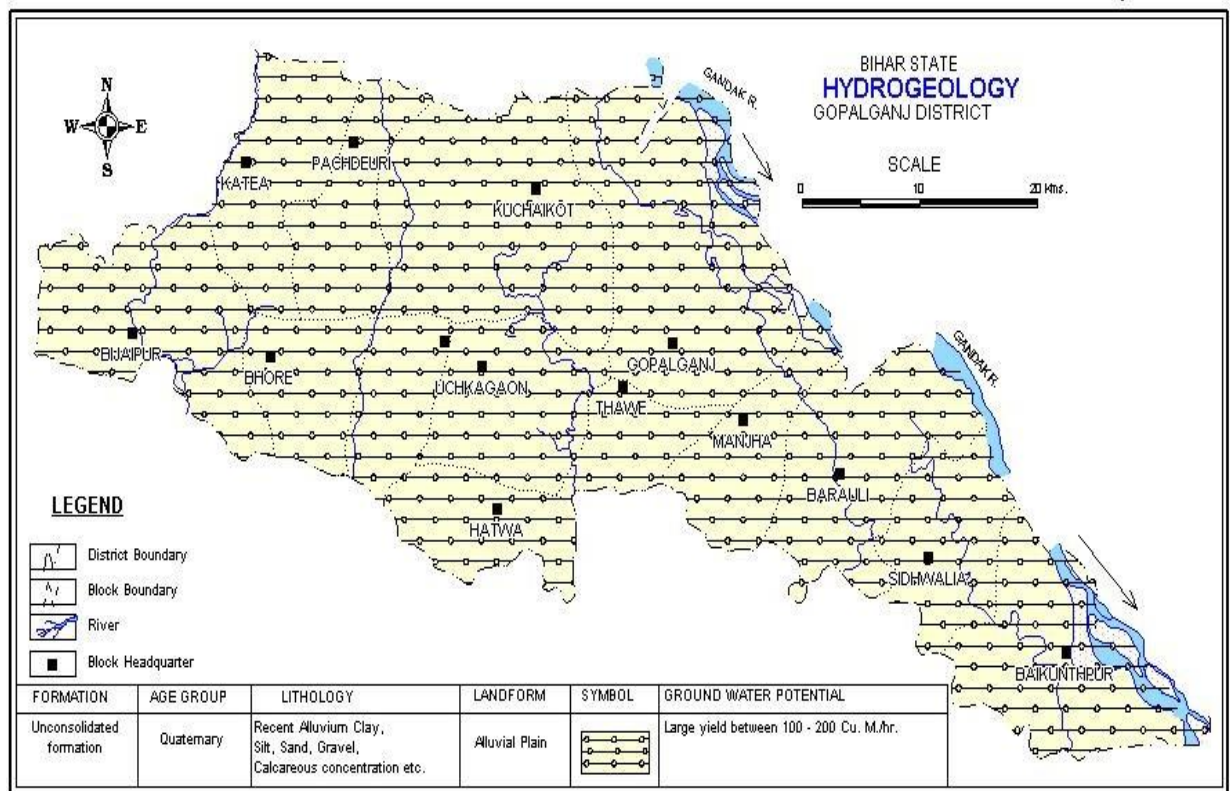 BIHAR STATE
HYDROGEOLOGY
GOPALGANJ DISTRICT
SCALE
0 10 20 kms.
N
W E
S
GANDAK R.
PACHDEURI
KATEA
KUCHAIKOT
BIJAIPUR
BHORE
UCHKAGAON
GOPALGANJ
THAWE
MANJHA
GANDAK R.
BARAULI
HATWA
SIDHWALIA
BAIKUNTHPUR
LEGEND
District Boundary
Block Boundary
River
Block Headquarter
FORMATION AGE GROUP LITHOLOGY LANDFORM SYMBOL GROUND WATER POTENTIAL
Unconsolidated formation Quaternary Recent Alluvium Clay, Silt, Sand, Gravel, Calcareous concentration etc. Alluvial Plain Large yield between 100 - 200 Cu. M./hr.